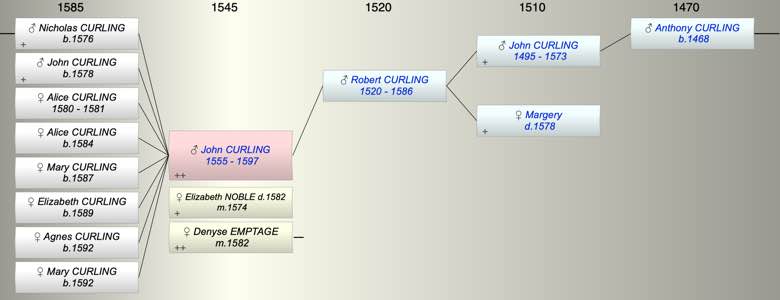 1585 1545 1520 1510 1470
♂ Nicholas CURLING
b.1576
+
♂ John CURLING
b.1578
+
♀ Alice CURLING
1580 - 1581
♀ Alice CURLING
b.1584
♀ Mary CURLING
b.1587
♀ Elizabeth CURLING
b.1589
♀ Agnes CURLING
b.1592
♀ Mary CURLING
b.1592
♂ John CURLING
1555 - 1597
++
♀ Elizabeth NOBLE d.1582
m.1574
+
♀ Denyse EMPTAGE
m.1582
++
♂ Robert CURLING
1520 - 1586
♂ John CURLING
1495 - 1573
+
♀ Margery
d.1578
+
♂ Anthony CURLING
b.1468